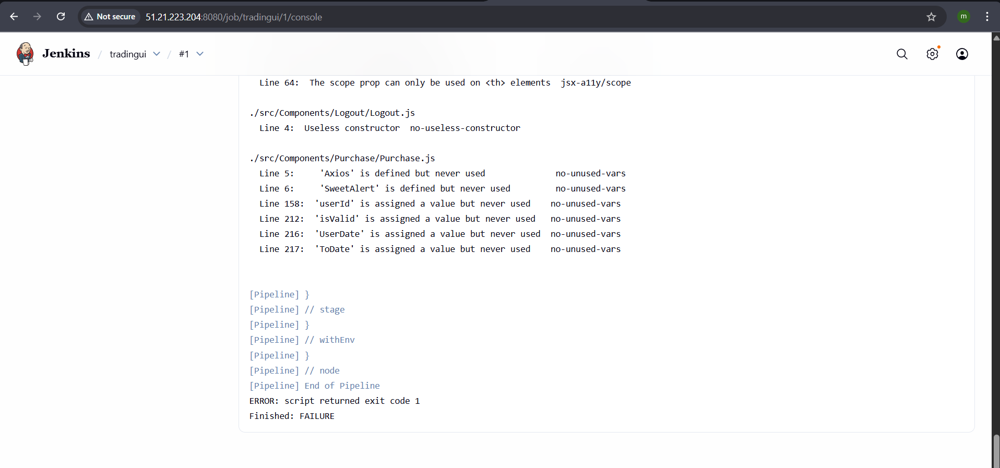 Not secure 51.21.223.204:8080/job/tradingui/1/console
m
Jenkins / tradingui / #1
Line 64:  The scope prop can only be used on <th> elements  jsx-a11y/scope
./src/Components/Logout/Logout.js
Line 4:  Useless constructor  no-useless-constructor
./src/Components/Purchase/Purchase.js
Line 5:     'Axios' is defined but never used              no-unused-vars
Line 6:     'SweetAlert' is defined but never used         no-unused-vars
Line 158:  'userId' is assigned a value but never used    no-unused-vars
Line 212:  'isValid' is assigned a value but never used   no-unused-vars
Line 216:  'UserDate' is assigned a value but never used  no-unused-vars
Line 217:  'ToDate' is assigned a value but never used    no-unused-vars
[Pipeline] }
[Pipeline] // stage
[Pipeline] }
[Pipeline] // withEnv
[Pipeline] }
[Pipeline] // node
[Pipeline] End of Pipeline
ERROR: script returned exit code 1
Finished: FAILURE